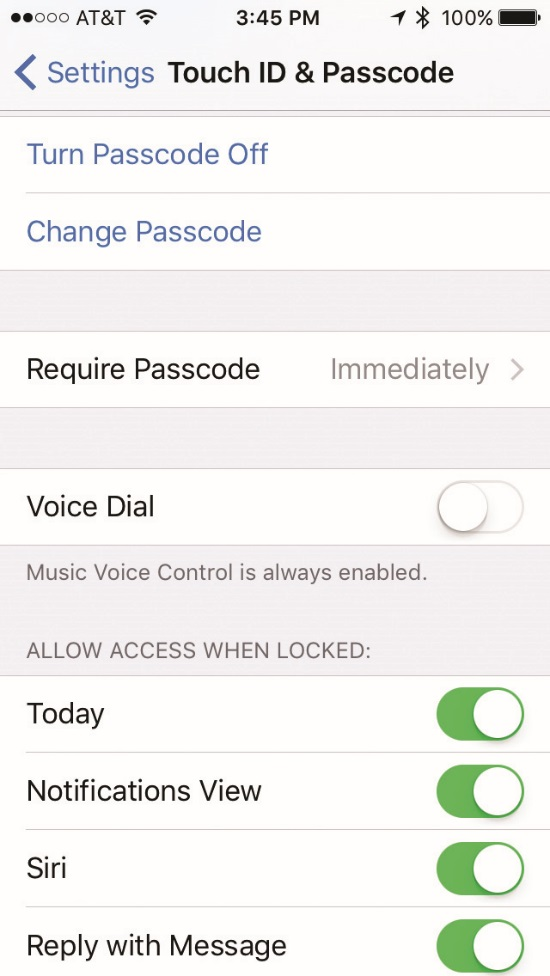 AT&T 3:45 PM 100%
Settings Touch ID & Passcode
Turn Passcode Off
Change Passcode
Require Passcode Immediately
Voice Dial
Music Voice Control is always enabled.
ALLOW ACCESS WHEN LOCKED:
Today
Notifications View
Siri
Reply with Message